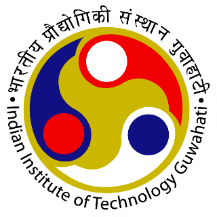 • भारतीय प्रौद्योगिकी संस्थान गुवाहाटी •
Indian Institute of Technology Guwahati